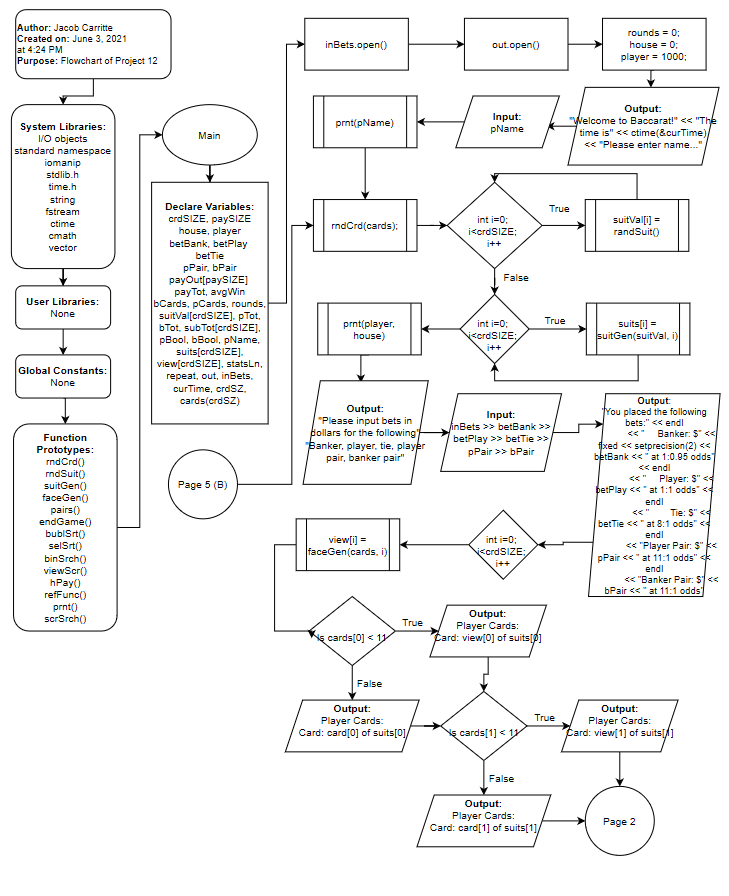 Author: Jacob Carritte
Created on: June 3, 2021
at 4:24 PM
Purpose: Flowchart of Project 12
System Libraries:
I/O objects
standard namespace
iomanip
stdlib.h
time.h
string
fstream
ctime
cmath
vector
User Libraries:
None
Global Constants:
None
Function
Prototypes:
rndCrd()
rndSuit()
suitGen()
faceGen()
pairs()
endGame()
bublSrt()
selSrt()
binSrch()
viewScr()
hPay()
refFunc()
prnt()
scrSrch()
Main
Declare Variables:
crdSIZE, paySIZE
house, player
betBank, betPlay
betTie
pPair, bPair
payOut[paySIZE]
payTot, avgWin
bCards, pCards, rounds,
suitVal[crdSIZE], pTot,
bTot, subTot[crdSIZE],
pBool, bBool, pName,
suits[crdSIZE],
view[crdSIZE], statsLn,
repeat, out, inBets,
curTime, crdSZ,
cards(crdSZ)
Page 5 (B)
inBets.open()
out.open()
rounds = 0;
house = 0;
player = 1000;
Output:
"Welcome to Baccarat!" << "The
time is" << ctime(&curTime)
<< "Please enter name..."
Input:
pName
prnt(pName)
rndCrd(cards);
int i=0;
i<crdSIZE;
i++
True
suitVal[i] =
randSuit()
False
int i=0;
i<crdSIZE;
i++
True
suits[i] =
suitGen(suitVal, i)
prnt(player,
house)
Output:
"Please input bets in
dollars for the following"
"Banker, player, tie, player
pair, banker pair"
Input:
inBets >> betBank >>
betPlay >> betTie >>
pPair >> bPair
Output:
"You placed the following
bets:" << endl
<< "     Banker: $" <<
fixed << setprecision(2) <<
betBank << " at 1:0.95 odds"
<< endl
<< "     Player: $" <<
betPlay << " at 1:1 odds" <<
endl
<< "        Tie: $" <<
betTie << " at 8:1 odds" <<
endl
<< "Player Pair: $" <<
pPair << " at 11:1 odds" <<
endl
<< "Banker Pair: $" <<
bPair << " at 11:1 odds"
int i=0;
i<crdSIZE;
i++
view[i] =
faceGen(cards, i)
Is cards[0] < 11
True
Output:
Player Cards:
Card: view[0] of suits[0]
False
Output:
Player Cards:
Card: card[0] of suits[0]
Is cards[1] < 11
True
Output:
Player Cards:
Card: view[1] of suits[1]
False
Output:
Player Cards:
Card: card[1] of suits[1]
Page 2